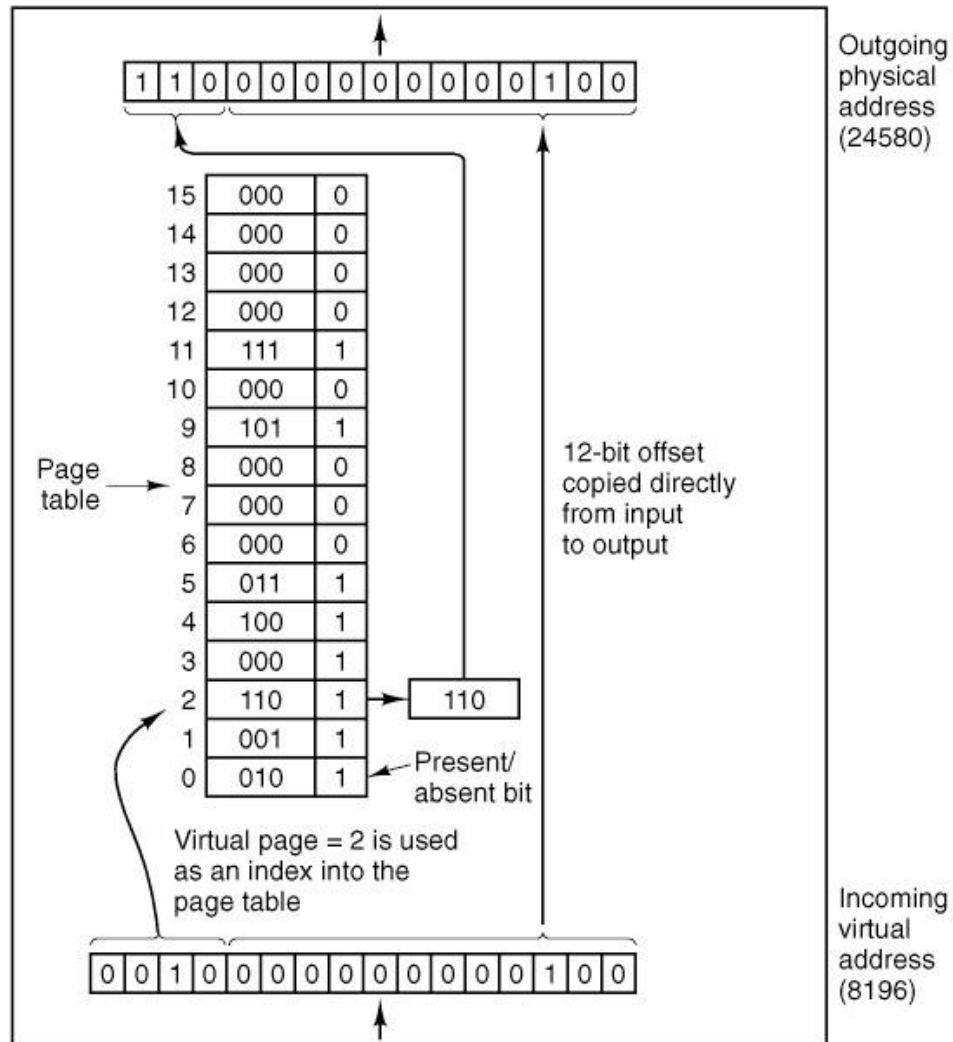 1 1 0 0 0 0 0 0 0 0 0 0 1 0 0
Outgoing
physical
address
(24580)
15 000 0
14 000 0
13 000 0
12 000 0
11 111 1
10 000 0
9 101 1
8 000 0
7 000 0
6 000 0
5 011 1
4 100 1
3 000 1
2 110 1
1 001 1
0 010 1
Page
table
110
12-bit offset
copied directly
from input
to output
Present/
absent bit
Virtual page = 2 is used
as an index into the
page table
0 0 1 0 0 0 0 0 0 0 0 0 0 1 0 0
Incoming
virtual
address
(8196)